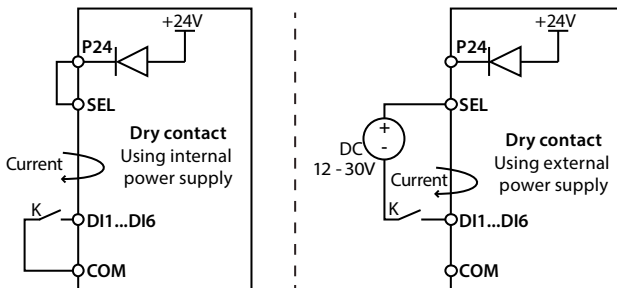 +24V
P24
SEL
Dry contact
Using internal
power supply
Current
K
DI1...DI6
COM
+24V
P24
SEL
+
-
DC
12 - 30V
Dry contact
Using external
power supply
Current
K
DI1...DI6
COM